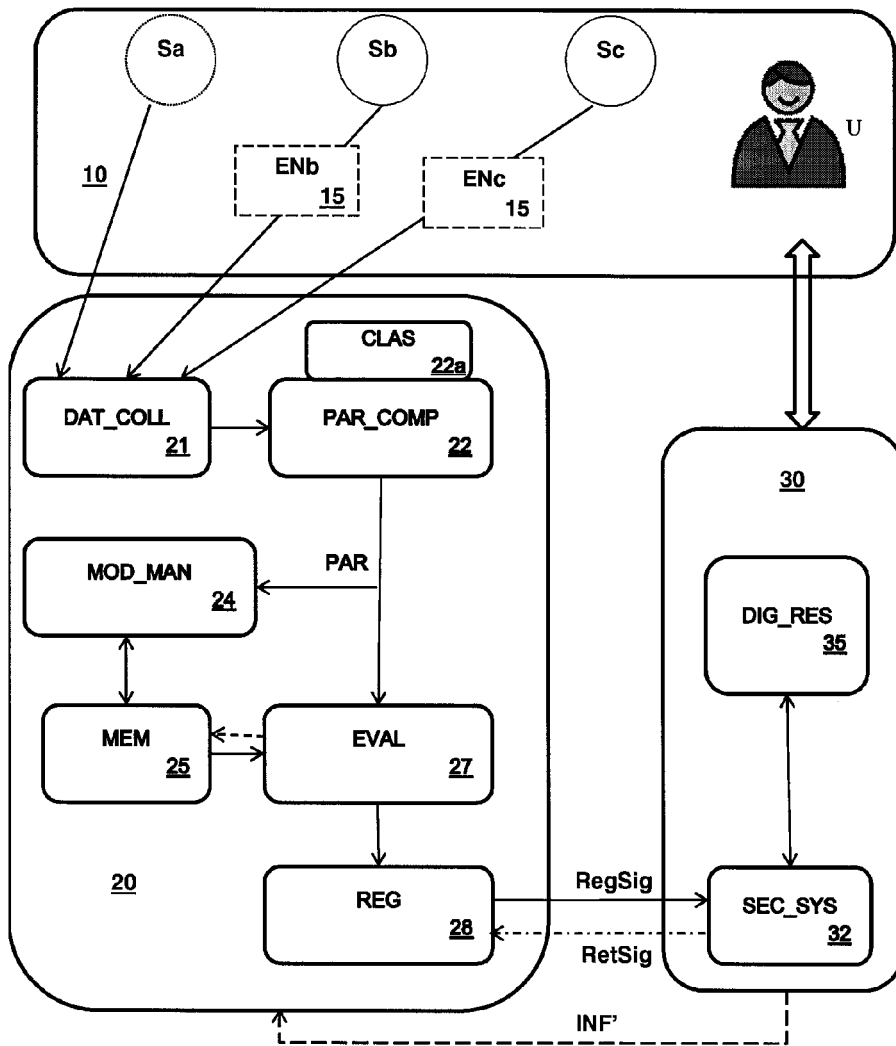 Sa
Sb
Sc
U
10
ENb
15
ENc
15
CLAS
22a
DAT_COLL
21
PAR_COMP
22
30
MOD_MAN
24
PAR
DIG_RES
35
MEM
25
EVAL
27
20
REG
28
RegSig
RetSig
SEC_SYS
32
INF'